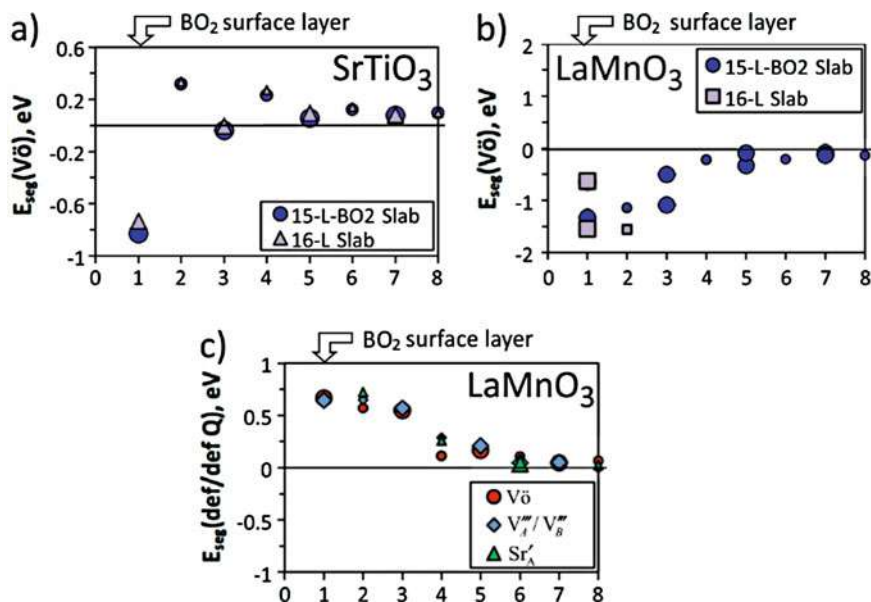 a)
BO₂ surface layer
SrTiO₃
E_seg(Vö), eV
0.6
0.2
-0.2
-0.6
-1
0 1 2 3 4 5 6 7 8
15-L-BO2 Slab
16-L Slab
b)
BO₂ surface layer
LaMnO₃
E_seg(Vö), eV
2
1
0
-1
-2
0 1 2 3 4 5 6 7 8
15-L-BO2 Slab
16-L Slab
c)
BO₂ surface layer
LaMnO₃
E_seg(def/def Q), eV
1
0.5
0
-0.5
-1
0 1 2 3 4 5 6 7 8
Vö
V_A‴/V_B‴
Sr_A′